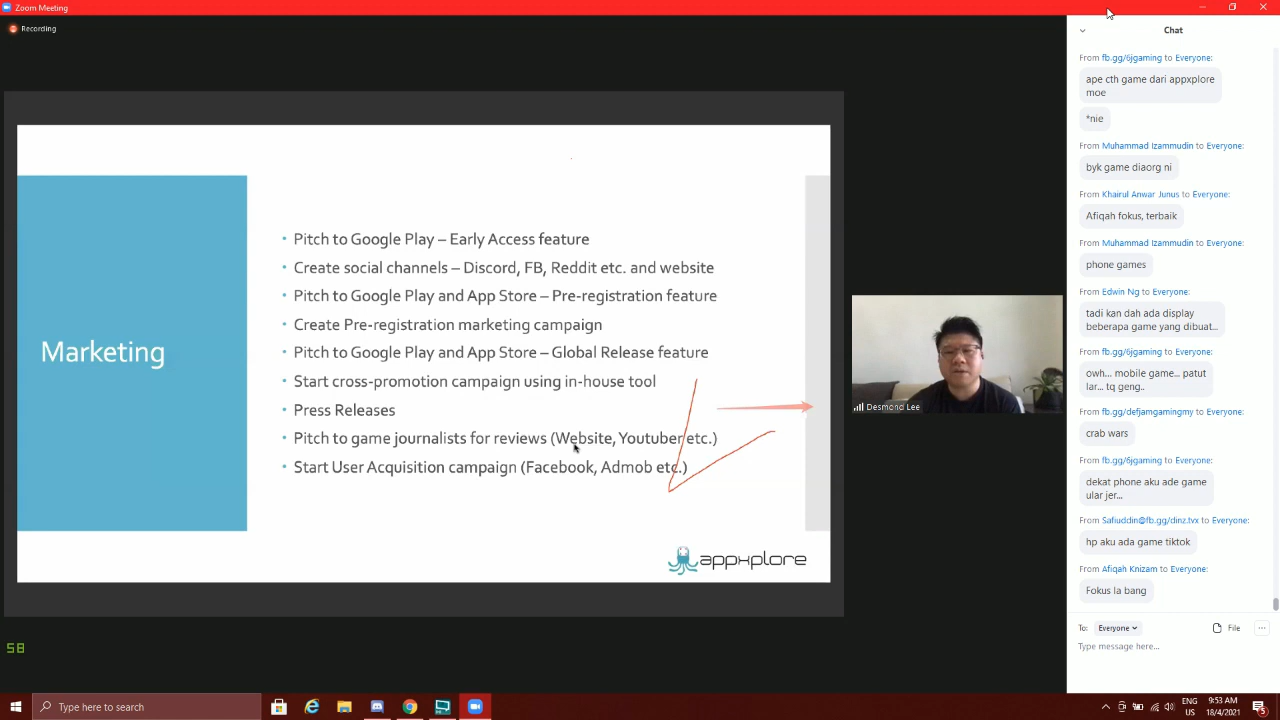 Zoom Meeting
Recording
Marketing
• Pitch to Google Play – Early Access feature
• Create social channels – Discord, FB, Reddit etc. and website
• Pitch to Google Play and App Store – Pre-registration feature
• Create Pre-registration marketing campaign
• Pitch to Google Play and App Store – Global Release feature
• Start cross-promotion campaign using in-house tool
• Press Releases
• Pitch to game journalists for reviews (Website, Youtuber etc.)
• Start User Acquisition campaign (Facebook, Admob etc.)
appxplore
Desmond Lee
58
Chat
From fb.gg/6jgaming to Everyone:
ape cth game dari appxplore
moe
*nie
From Muhammad Izammudin to Everyone:
byk game diaorg ni
From Khairul Anwar Junus to Everyone:
Afiqah fokus, terbaik
From Muhammad Izammudin to Everyone:
phone games
From Edwin Ng to Everyone:
tadi kan dah ada display
beberapa game yang dibuat...
From fb.gg/6jgaming to Everyone:
owh... mobile game... patut
lar... tq geng..
From fb.gg/defjamgamingmy to Everyone:
crab wars
From fb.gg/6jgaming to Everyone:
dekat phone aku ade game
ular jer...
From Safiuddin@fb.gg/dinz.tvx to Everyone:
hp aku ada game tiktok
From Afiqah Knizam to Everyone:
Fokus la bang
To: Everyone
File
Type message here...
Type here to search
ENG
US
9:53 AM
18/4/2021
5